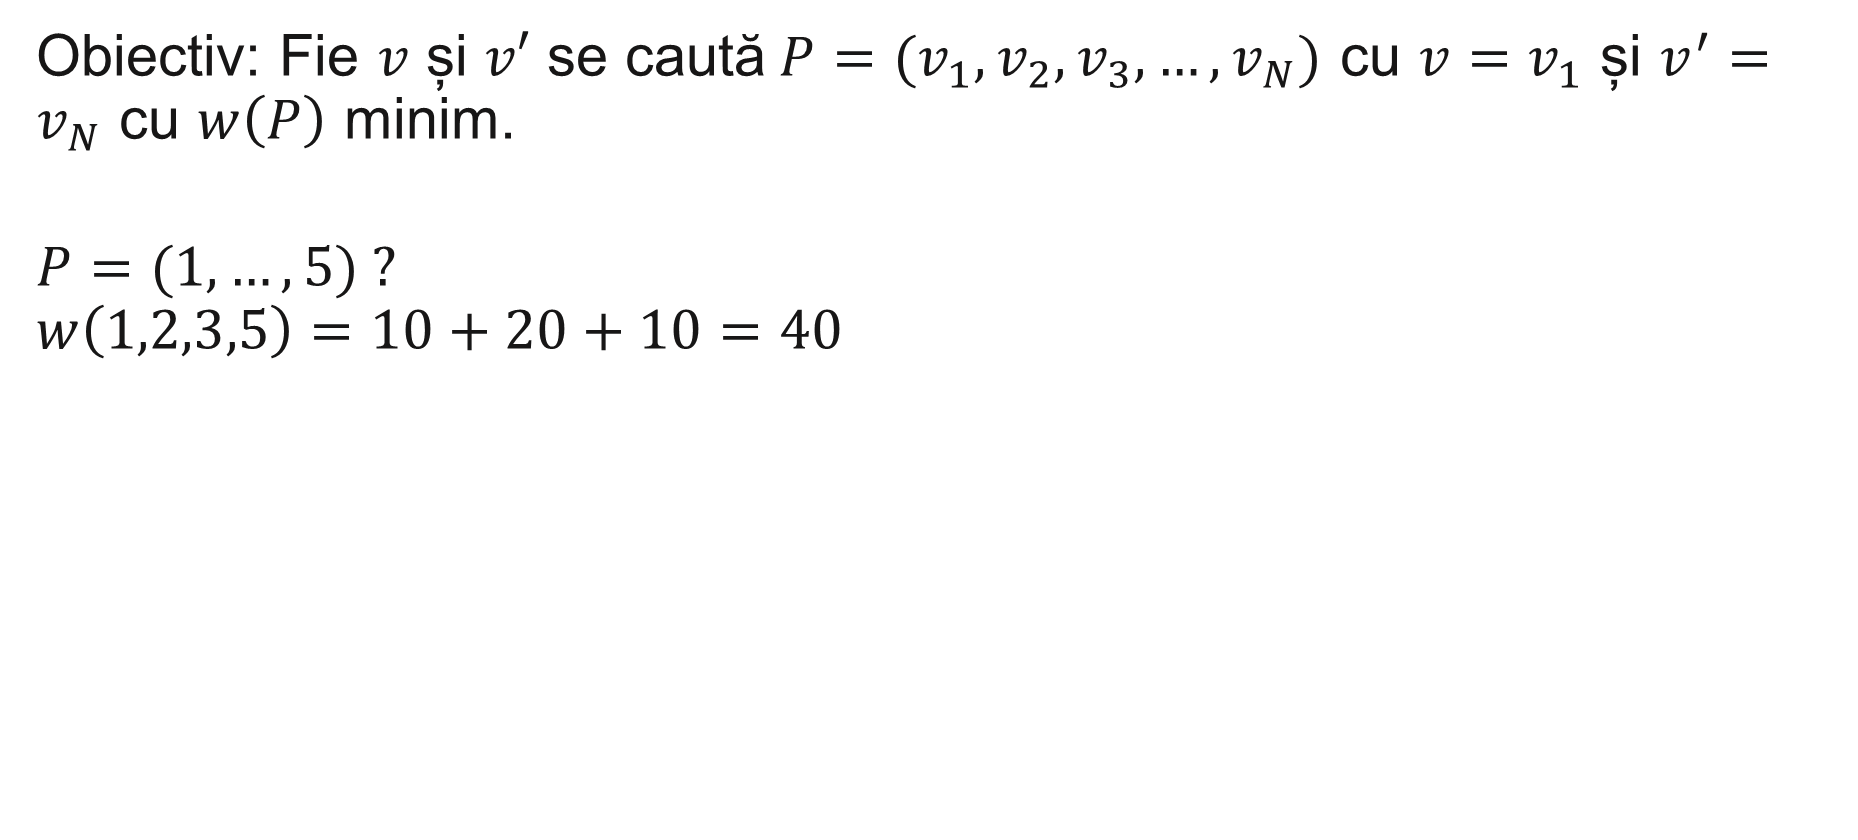 Obiectiv: Fie 𝑣 și 𝑣′ se caută 𝑃 = (𝑣₁, 𝑣₂, 𝑣₃, … , 𝑣_N) cu 𝑣 = 𝑣₁ și 𝑣′ =
𝑣_N cu 𝑤(𝑃) minim.
𝑃 = (1, … , 5) ?
𝑤(1,2,3,5) = 10 + 20 + 10 = 40